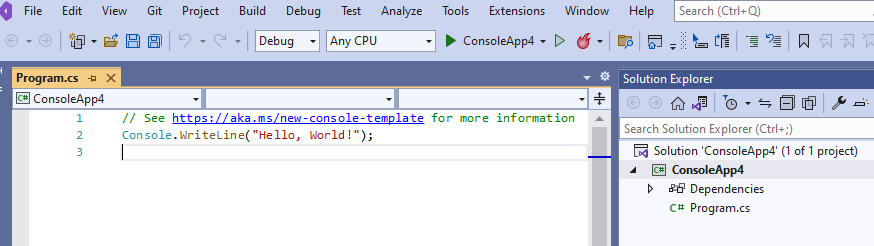 File Edit View Git Project Build Debug Test Analyze Tools Extensions Window Help Search (Ctrl+Q)
Debug Any CPU ConsoleApp4
Program.cs
C# ConsoleApp4
1 // See https://aka.ms/new-console-template for more information
2 Console.WriteLine("Hello, World!");
3
Solution Explorer
Search Solution Explorer (Ctrl+;)
Solution 'ConsoleApp4' (1 of 1 project)
C# ConsoleApp4
Dependencies
C# Program.cs